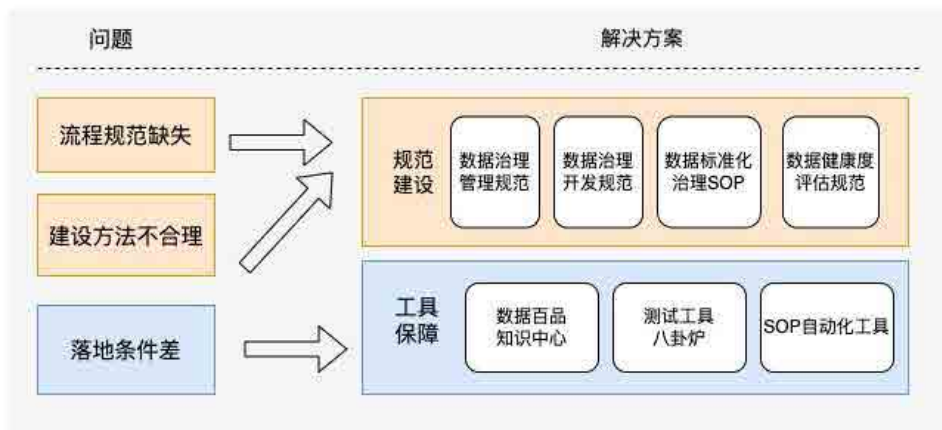 问题
解决方案
流程规范缺失
建设方法不合理
落地条件差
规范
建设
数据治理
管理规范
数据治理
开发规范
数据标准化
治理SOP
数据健康度
评估规范
工具
保障
数据百品
知识中心
测试工具
八卦炉
SOP自动化工具